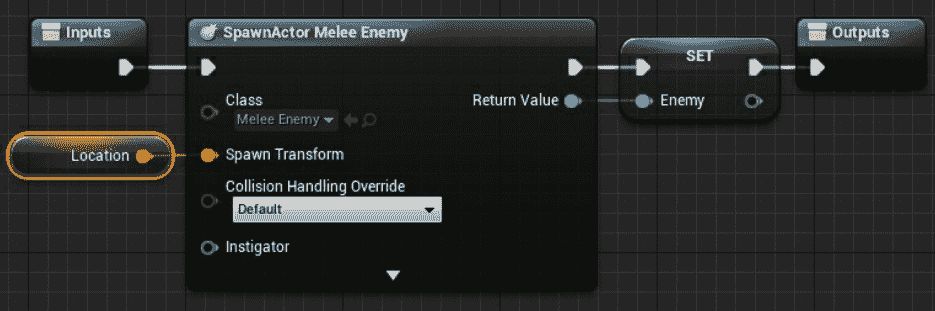 Inputs
SpawnActor Melee Enemy
SET
Outputs
Class
Melee Enemy
Return Value
Enemy
Location
Spawn Transform
Collision Handling Override
Default
Instigator